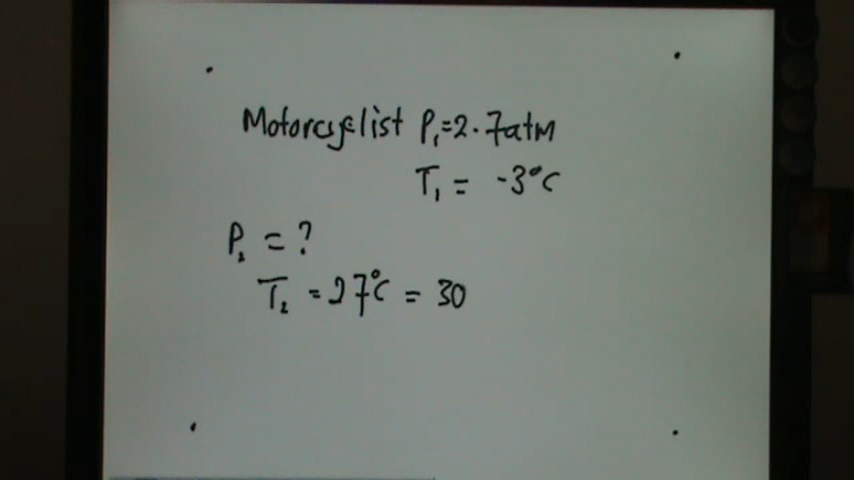 Motorcyclist P₁=2.7atm
T₁ = -3°C
P₂ = ?
T₂ = 27°C = 30